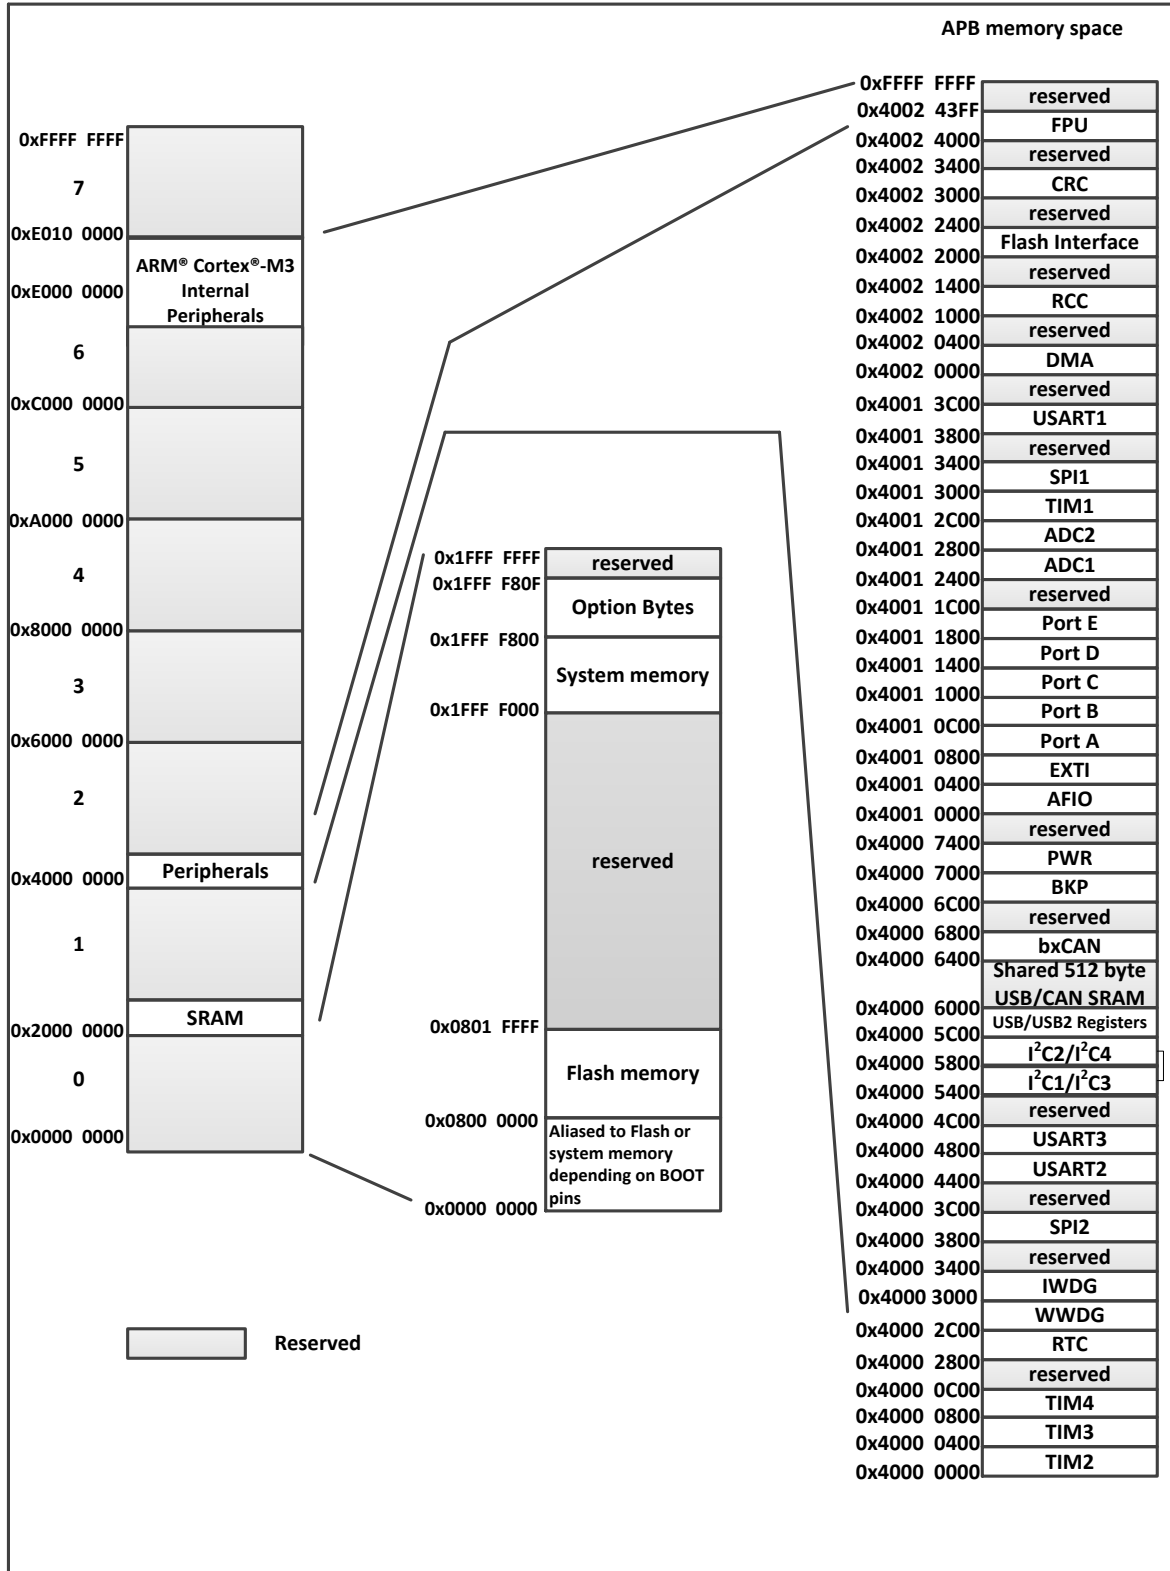 APB memory space
0xFFFF FFFF
7
0xE010 0000
ARM® Cortex®-M3
Internal
Peripherals
0xE000 0000
6
0xC000 0000
5
0xA000 0000
4
0x8000 0000
3
0x6000 0000
2
Peripherals
0x4000 0000
1
SRAM
0x2000 0000
0
0x0000 0000
Reserved
0x1FFF FFFF
reserved
0x1FFF F80F
Option Bytes
0x1FFF F800
System memory
0x1FFF F000
reserved
0x0801 FFFF
Flash memory
0x0800 0000
Aliased to Flash or
system memory
depending on BOOT
pins
0x0000 0000
0xFFFF FFFF
reserved
0x4002 43FF
FPU
0x4002 4000
reserved
0x4002 3400
CRC
0x4002 3000
reserved
0x4002 2400
Flash Interface
0x4002 2000
reserved
0x4002 1400
RCC
0x4002 1000
reserved
0x4002 0400
DMA
0x4002 0000
reserved
0x4001 3C00
USART1
0x4001 3800
reserved
0x4001 3400
SPI1
0x4001 3000
TIM1
0x4001 2C00
ADC2
0x4001 2800
ADC1
0x4001 2400
reserved
0x4001 1C00
Port E
0x4001 1800
Port D
0x4001 1400
Port C
0x4001 1000
Port B
0x4001 0C00
Port A
0x4001 0800
EXTI
0x4001 0400
AFIO
0x4001 0000
reserved
0x4000 7400
PWR
0x4000 7000
BKP
0x4000 6C00
reserved
0x4000 6800
bxCAN
0x4000 6400
Shared 512 byte
USB/CAN SRAM
0x4000 6000
USB/USB2 Registers
0x4000 5C00
I²C2/I²C4
0x4000 5800
I²C1/I²C3
0x4000 5400
reserved
0x4000 4C00
USART3
0x4000 4800
USART2
0x4000 4400
reserved
0x4000 3C00
SPI2
0x4000 3800
reserved
0x4000 3400
IWDG
0x4000 3000
WWDG
0x4000 2C00
RTC
0x4000 2800
reserved
0x4000 0C00
TIM4
0x4000 0800
TIM3
0x4000 0400
TIM2
0x4000 0000